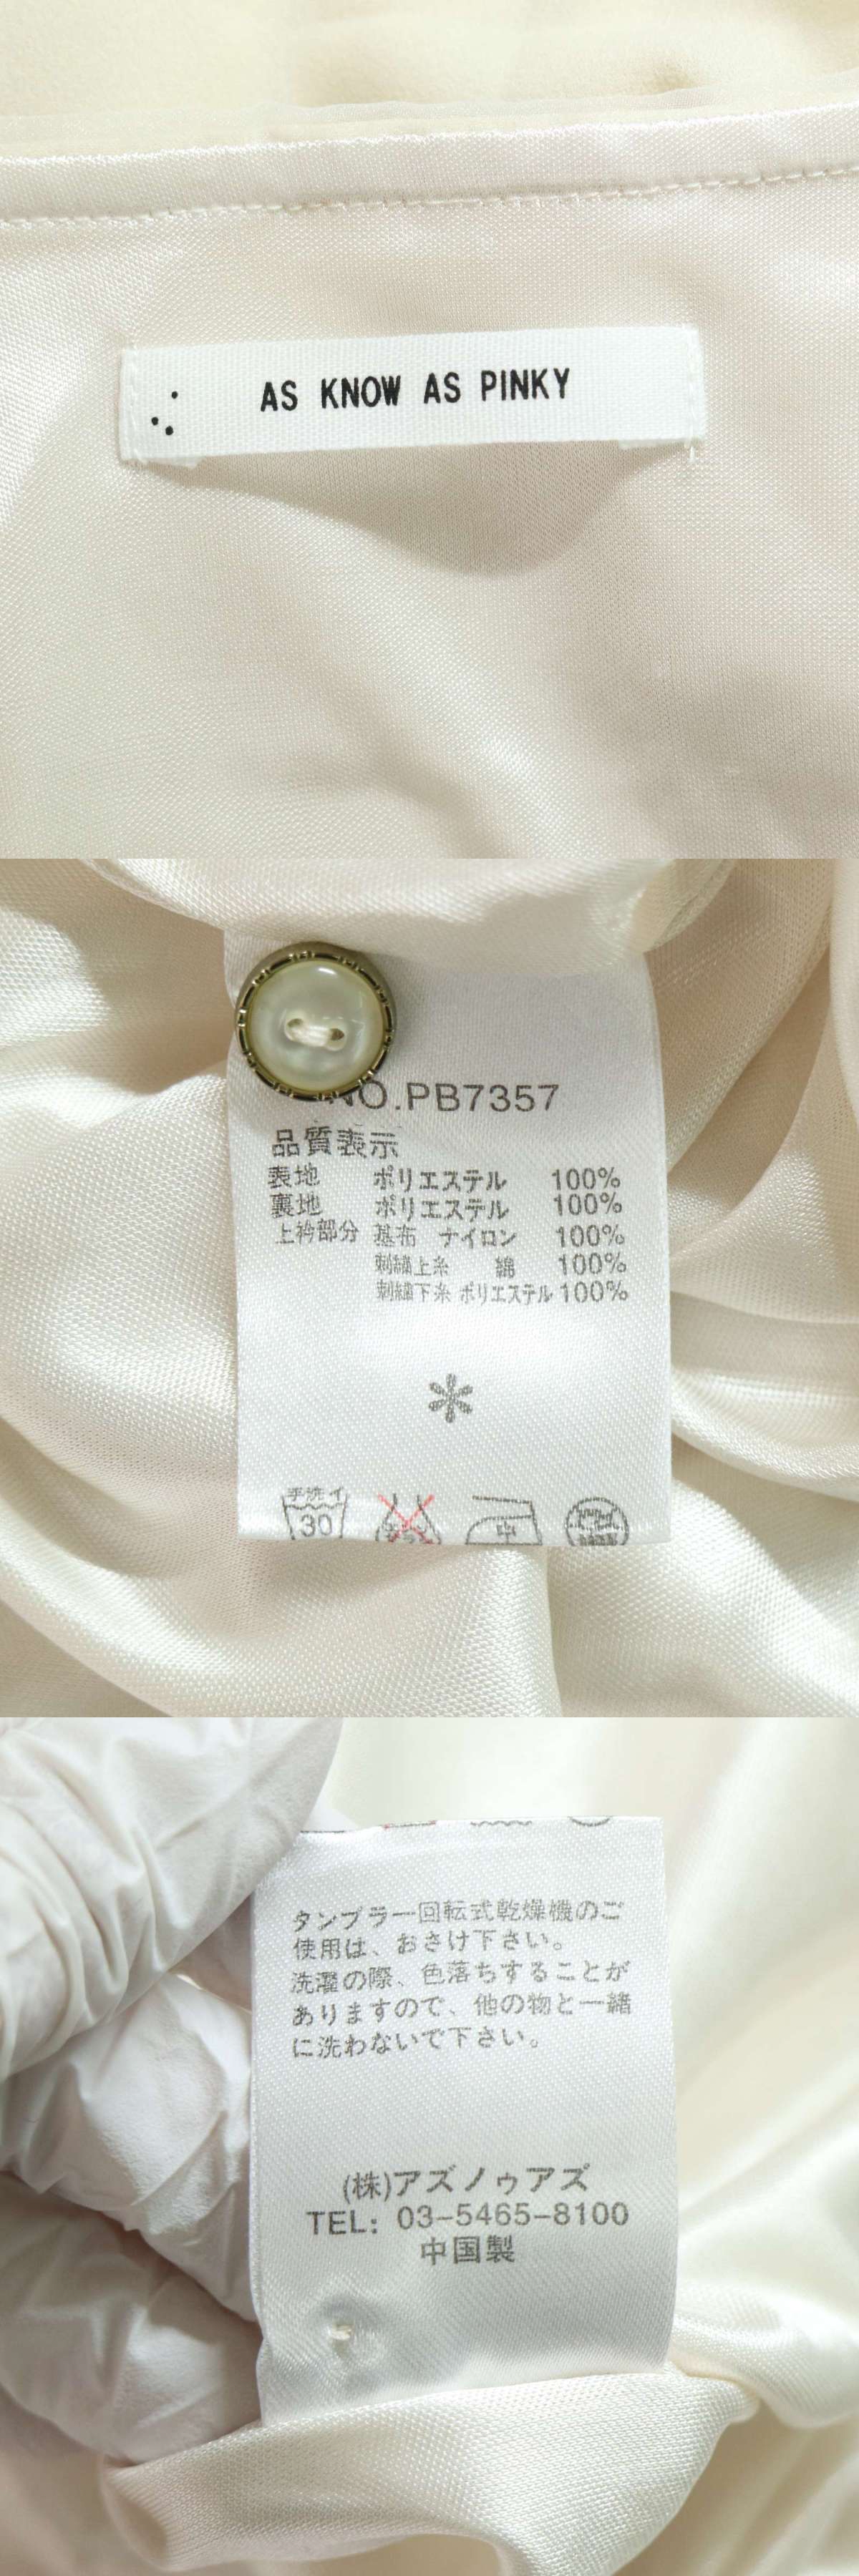 AS KNOW AS PINKY
NO.PB7357
品質表示
表地 ポリエステル 100%
裏地 ポリエステル 100%
上衿部分 基布 ナイロン 100%
刺繍上糸 綿 100%
刺繍下糸 ポリエステル 100%
手洗イ
30
中
タンブラー回転式乾燥機のご
使用は、おさけ下さい。
洗濯の際、色落ちすることが
ありますので、他の物と一緒
に洗わないで下さい。
(株)アズノゥアズ
TEL: 03-5465-8100
中国製